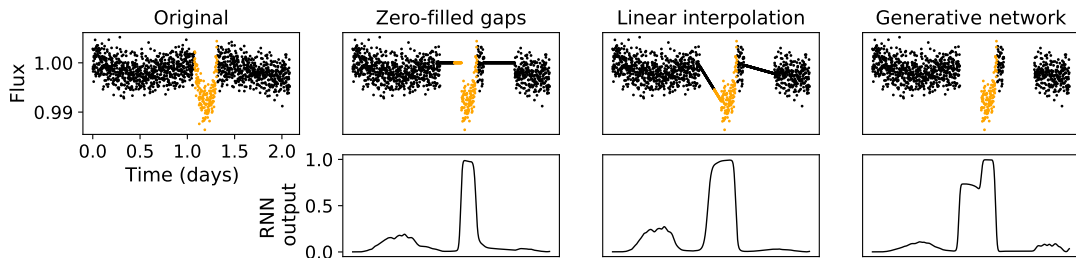 Original
Zero-filled gaps
Linear interpolation
Generative network
Flux
1.00
0.99
0.0 0.5 1.0 1.5 2.0
Time (days)
RNN
output
1.0
0.5
0.0